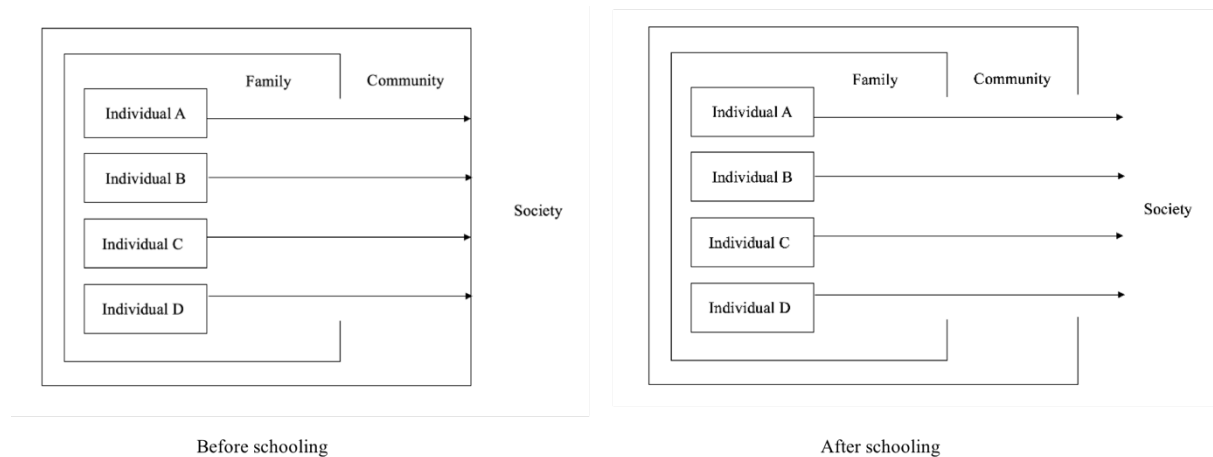 Family
Community
Individual A
Individual B
Individual C
Individual D
Society
Before schooling
Family
Community
Individual A
Individual B
Individual C
Individual D
Society
After schooling